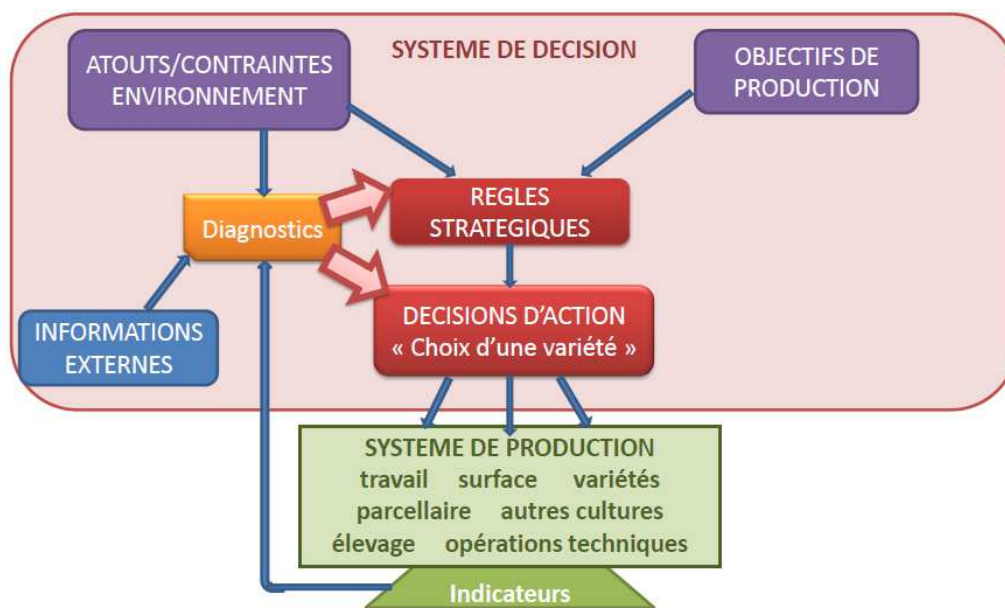 SYSTEME DE DECISION
ATOUTS/CONTRAINTES
ENVIRONNEMENT
OBJECTIFS DE
PRODUCTION
Diagnostics
REGLES
STRATEGIQUES
INFORMATIONS
EXTERNES
DECISIONS D’ACTION
« Choix d’une variété »
SYSTEME DE PRODUCTION
travail surface variétés
parcellaire autres cultures
élevage opérations techniques
Indicateurs